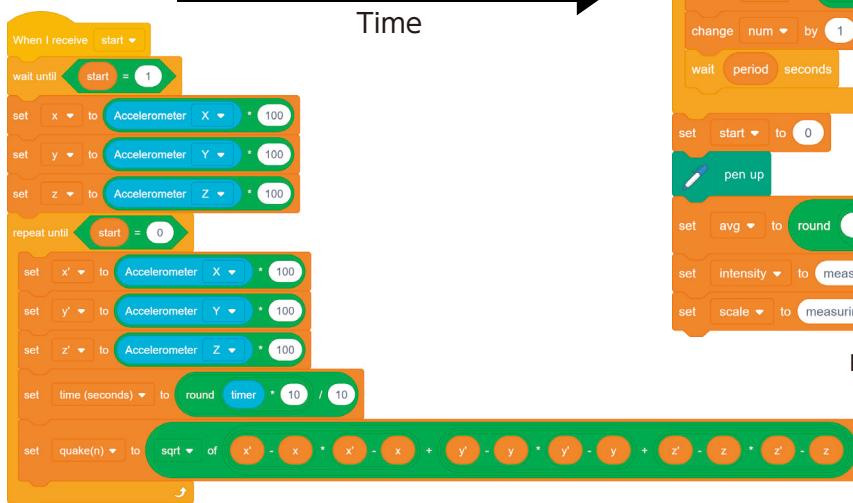 Time
When I receive start
wait until start = 1
set x to Accelerometer X * 100
set y to Accelerometer Y * 100
set z to Accelerometer Z * 100
repeat until start = 0
set x' to Accelerometer X * 100
set y' to Accelerometer Y * 100
set z' to Accelerometer Z * 100
set time (seconds) to round timer * 10 / 10
set quake(n) to sqrt of x' - x * x' - x + y' - y * y' - y + z' - z * z' - z
change num by 1
wait period seconds
set start to 0
pen up
set avg to round
set intensity to
set scale to